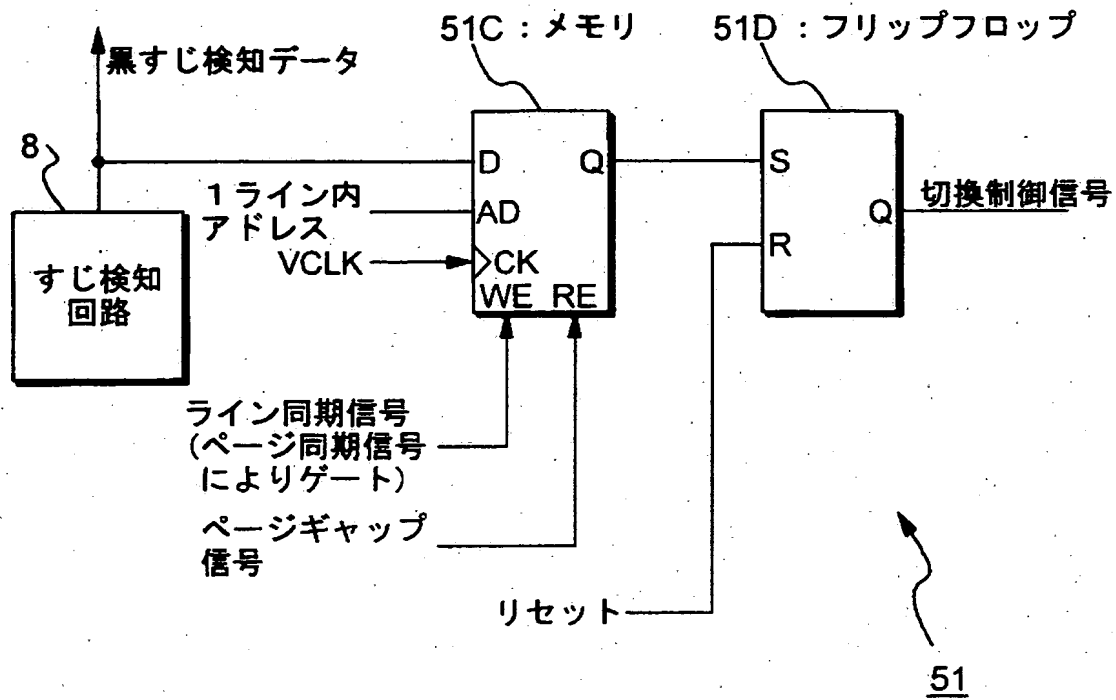 51C：メモリ
51D：フリップフロップ
黒すじ検知データ
8
D
Q
S
１ライン内
アドレス
AD
Q
切換制御信号
VCLK
CK
R
すじ検知
回路
WE
RE
ライン同期信号
(ページ同期信号
によりゲート)
ページギャップ
信号
リセット
51